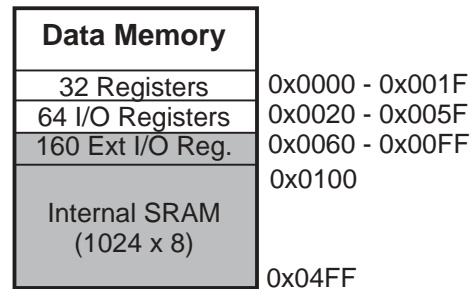 Data Memory
32 Registers 0x0000 - 0x001F
64 I/O Registers 0x0020 - 0x005F
160 Ext I/O Reg. 0x0060 - 0x00FF
0x0100
Internal SRAM
(1024 x 8)
0x04FF